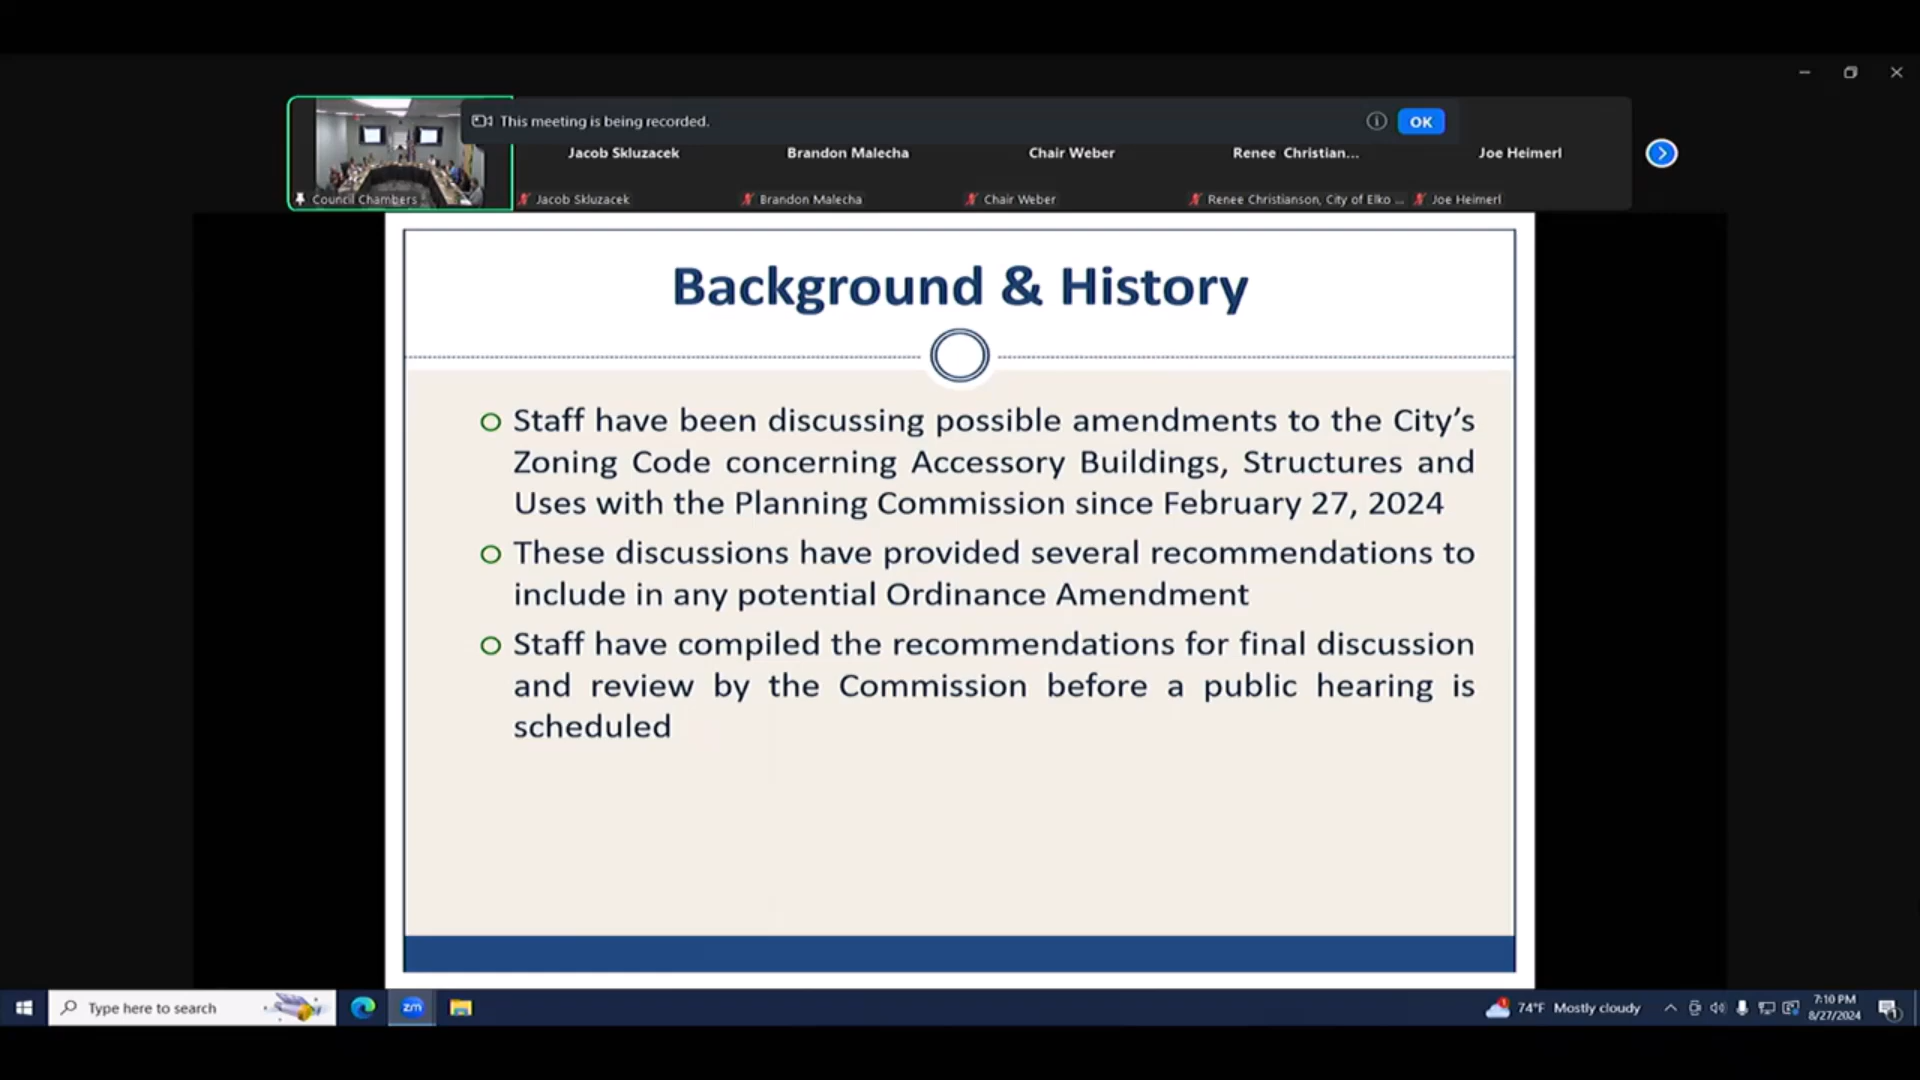 This meeting is being recorded.
OK
Jacob Skluzacek
Brandon Malecha
Chair Weber
Renee Christian...
Joe Heimerl
Council Chambers
Jacob Skluzacek
Brandon Malecha
Chair Weber
Renee Christianson, City of Elko ...
Joe Heimerl
Background & History
Staff have been discussing possible amendments to the City’s
Zoning Code concerning Accessory Buildings, Structures and
Uses with the Planning Commission since February 27, 2024
These discussions have provided several recommendations to
include in any potential Ordinance Amendment
Staff have compiled the recommendations for final discussion
and review by the Commission before a public hearing is
scheduled
Type here to search
zm
74°F Mostly cloudy
7:10 PM
8/27/2024
1